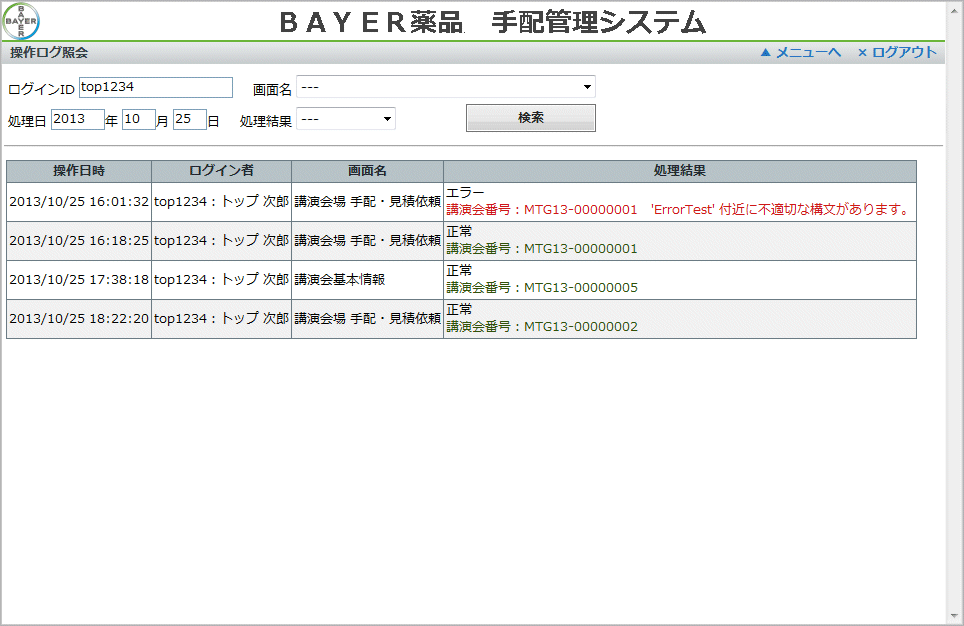 BAYER
BAYER
ＢＡＹＥＲ薬品　手配管理システム
操作ログ照会
▲ メニューへ
× ログアウト
ログインID top1234 画面名 ---
処理日 2013 年 10 月 25 日 処理結果 --- 検索
操作日時 ログイン者 画面名 処理結果
2013/10/25 16:01:32 top1234：トップ 次郎 講演会場 手配・見積依頼 エラー
講演会番号：MTG13-00000001　'ErrorTest' 付近に不適切な構文があります。
2013/10/25 16:18:25 top1234：トップ 次郎 講演会場 手配・見積依頼 正常
講演会番号：MTG13-00000001
2013/10/25 17:38:18 top1234：トップ 次郎 講演会基本情報 正常
講演会番号：MTG13-00000005
2013/10/25 18:22:20 top1234：トップ 次郎 講演会場 手配・見積依頼 正常
講演会番号：MTG13-00000002